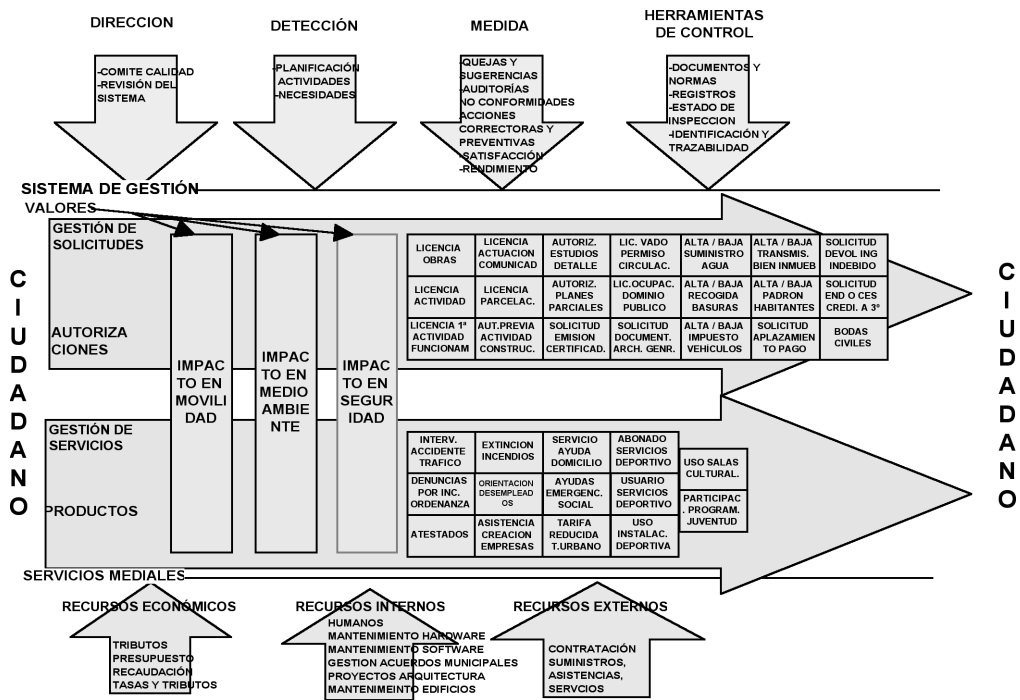 DIRECCION
-COMITE CALIDAD
-REVISIÓN DEL
SISTEMA
DETECCIÓN
-PLANIFICACIÓN
ACTIVIDADES
-NECESIDADES
MEDIDA
-QUEJAS Y
SUGERENCIAS
-AUDITORÍAS
NO CONFORMIDADES
ACCIONES
CORRECTORAS Y
PREVENTIVAS
-SATISFACCIÓN
-RENDIMIENTO
HERRAMIENTAS
DE CONTROL
-DOCUMENTOS Y
NORMAS
-REGISTROS
-ESTADO DE
INSPECCION
-IDENTIFICACIÓN Y
TRAZABILIDAD
SISTEMA DE GESTIÓN
VALORES
CIUDADANO
GESTIÓN DE
SOLICITUDES
AUTORIZA
CIONES
IMPAC
TO EN
MOVILI
DAD
IMPAC
TO EN
MEDIO
AMBIE
NTE
IMPAC
TO EN
SEGUR
IDAD
LICENCIA
OBRAS
LICENCIA
ACTUACION
COMUNICAD
AUTORIZ.
ESTUDIOS
DETALLE
LIC. VADO
PERMISO
CIRCULAC.
ALTA / BAJA
SUMINISTRO
AGUA
ALTA / BAJA
TRANSMIS.
BIEN INMUEB
SOLICITUD
DEVOL ING
INDEBIDO
LICENCIA
ACTIVIDAD
LICENCIA
PARCELAC.
AUTORIZ.
PLANES
PARCIALES
LIC.OCUPAC.
DOMINIO
PUBLICO
ALTA / BAJA
RECOGIDA
BASURAS
ALTA / BAJA
PADRON
HABITANTES
SOLICITUD
END O CES
CREDI. A 3º
LICENCIA 1ª
ACTIVIDAD
FUNCIONAM
AUT.PREVIA
ACTIVIDAD
CONSTRUC.
SOLICITUD
EMISION
CERTIFICAD.
SOLICITUD
DOCUMENT.
ARCH. GENR.
ALTA / BAJA
IMPUESTO
VEHICULOS
SOLICITUD
APLAZAMIEN
TO PAGO
BODAS
CIVILES
CIUDADANO
GESTIÓN DE
SERVICIOS
PRODUCTOS
INTERV.
ACCIDENTE
TRAFICO
EXTINCION
INCENDIOS
SERVICIO
AYUDA
DOMICILIO
ABONADO
SERVICIOS
DEPORTIVO
USO SALAS
CULTURAL.
DENUNCIAS
POR INC.
ORDENANZA
ORIENTACION
DESEMPLEAD
OS
AYUDAS
EMERGENC.
SOCIAL
USUARIO
SERVICIOS
DEPORTIVO
PARTICIPAC
. PROGRAM.
JUVENTUD
ATESTADOS
ASISTENCIA
CREACION
EMPRESAS
TARIFA
REDUCIDA
T.URBANO
USO
INSTALAC.
DEPORTIVA
SERVICIOS MEDIALES
RECURSOS ECONÓMICOS
TRIBUTOS
PRESUPUESTO
RECAUDACIÓN
TASAS Y TRIBUTOS
RECURSOS INTERNOS
HUMANOS
MANTENIMIENTO HARDWARE
MANTENIMIENTO SOFTWARE
GESTION ACUERDOS MUNICIPALES
PROYECTOS ARQUITECTURA
MANTENIMEINTO EDIFICIOS
RECURSOS EXTERNOS
CONTRATACIÓN
SUMINISTROS,
ASISTENCIAS,
SERVCIOS